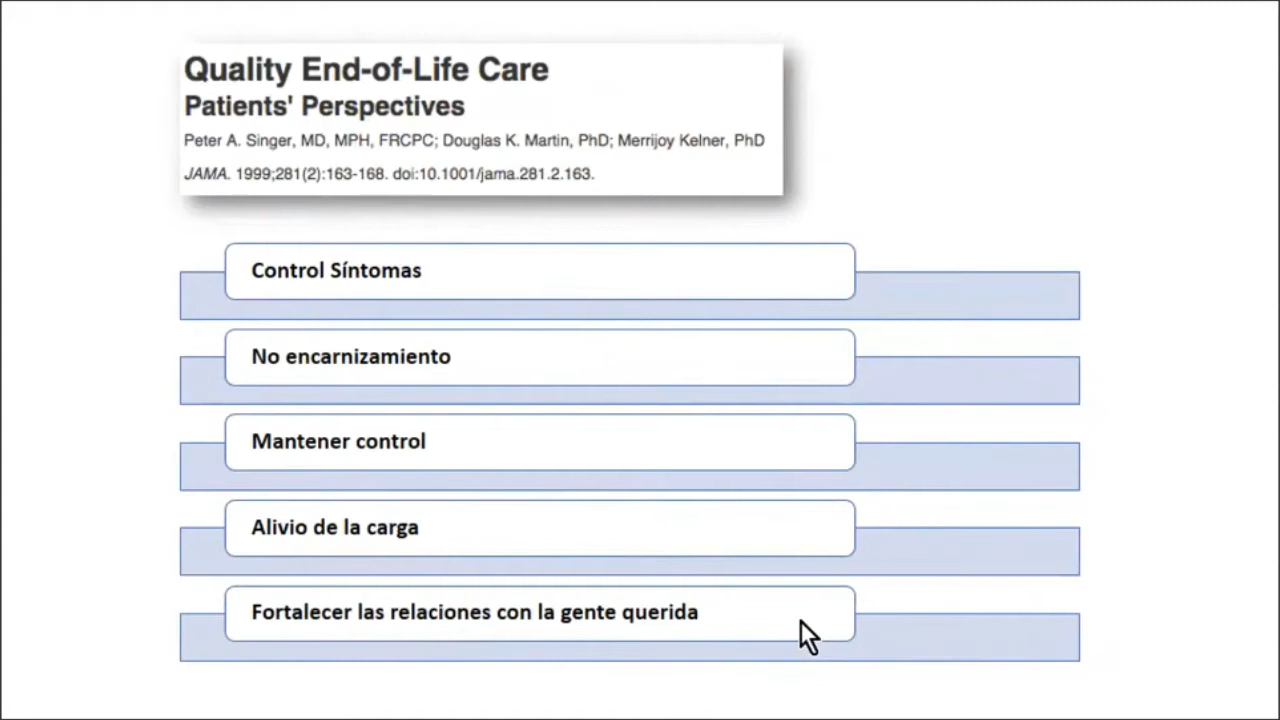 Quality End-of-Life Care
Patients' Perspectives
Peter A. Singer, MD, MPH, FRCPC; Douglas K. Martin, PhD; Merrijoy Kelner, PhD
JAMA. 1999;281(2):163-168. doi:10.1001/jama.281.2.163.
Control Síntomas
No encarnizamiento
Mantener control
Alivio de la carga
Fortalecer las relaciones con la gente querida